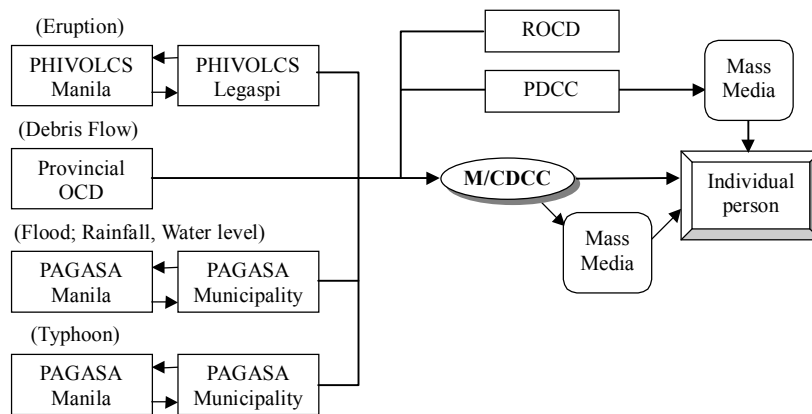 (Eruption)
PHIVOLCS
Manila
PHIVOLCS
Legaspi
(Debris Flow)
Provincial
OCD
(Flood; Rainfall, Water level)
PAGASA
Manila
PAGASA
Municipality
(Typhoon)
PAGASA
Manila
PAGASA
Municipality
ROCD
PDCC
Mass
Media
M/CDCC
Mass
Media
Individual
person